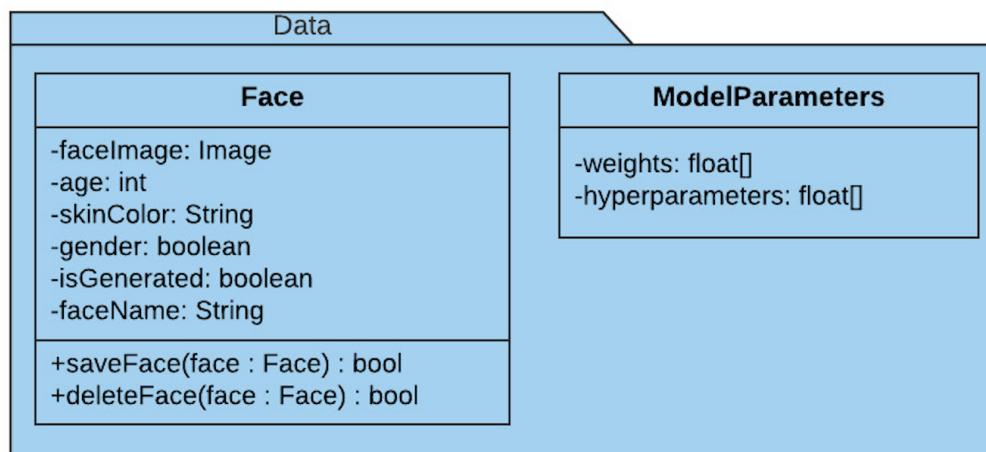 Data
Face
-faceImage: Image
-age: int
-skinColor: String
-gender: boolean
-isGenerated: boolean
-faceName: String
+saveFace(face : Face) : bool
+deleteFace(face : Face) : bool
ModelParameters
-weights: float[]
-hyperparameters: float[]